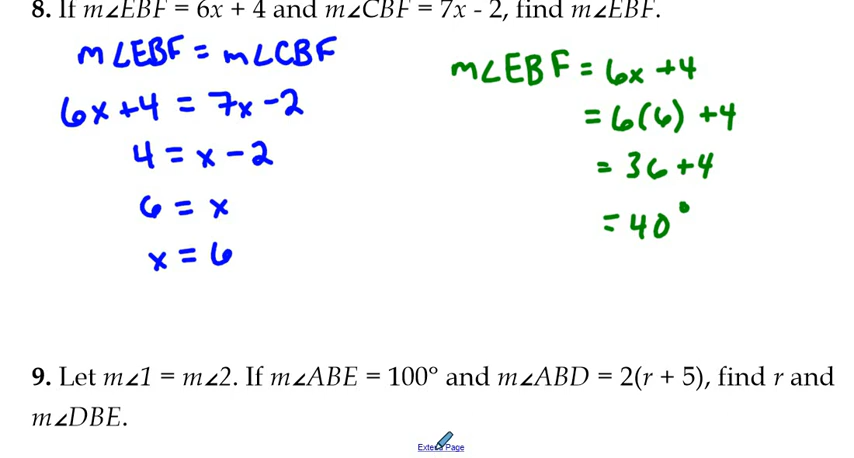 8. If m∠EBF = 6x + 4 and m∠CBF = 7x - 2, find m∠EBF.
m∠EBF = m∠CBF
6x + 4 = 7x - 2
4 = x - 2
6 = x
x = 6
m∠EBF = 6x + 4
= 6(6) + 4
= 36 + 4
= 40°
9. Let m∠1 = m∠2. If m∠ABE = 100° and m∠ABD = 2(r + 5), find r and
m∠DBE.
Extend Page